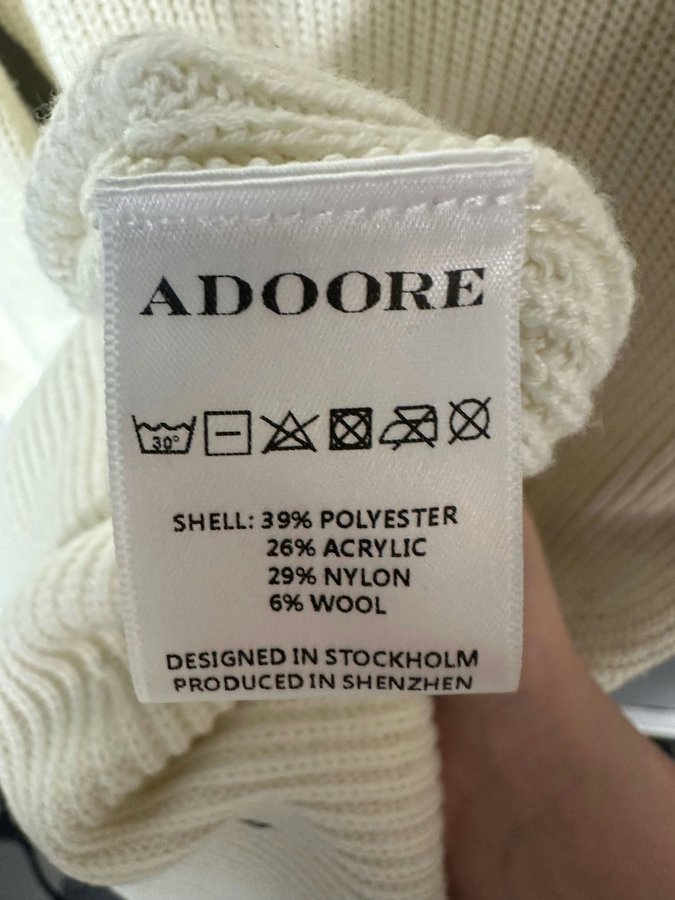 ADOORE
30°
SHELL: 39% POLYESTER
26% ACRYLIC
29% NYLON
6% WOOL
DESIGNED IN STOCKHOLM
PRODUCED IN SHENZHEN